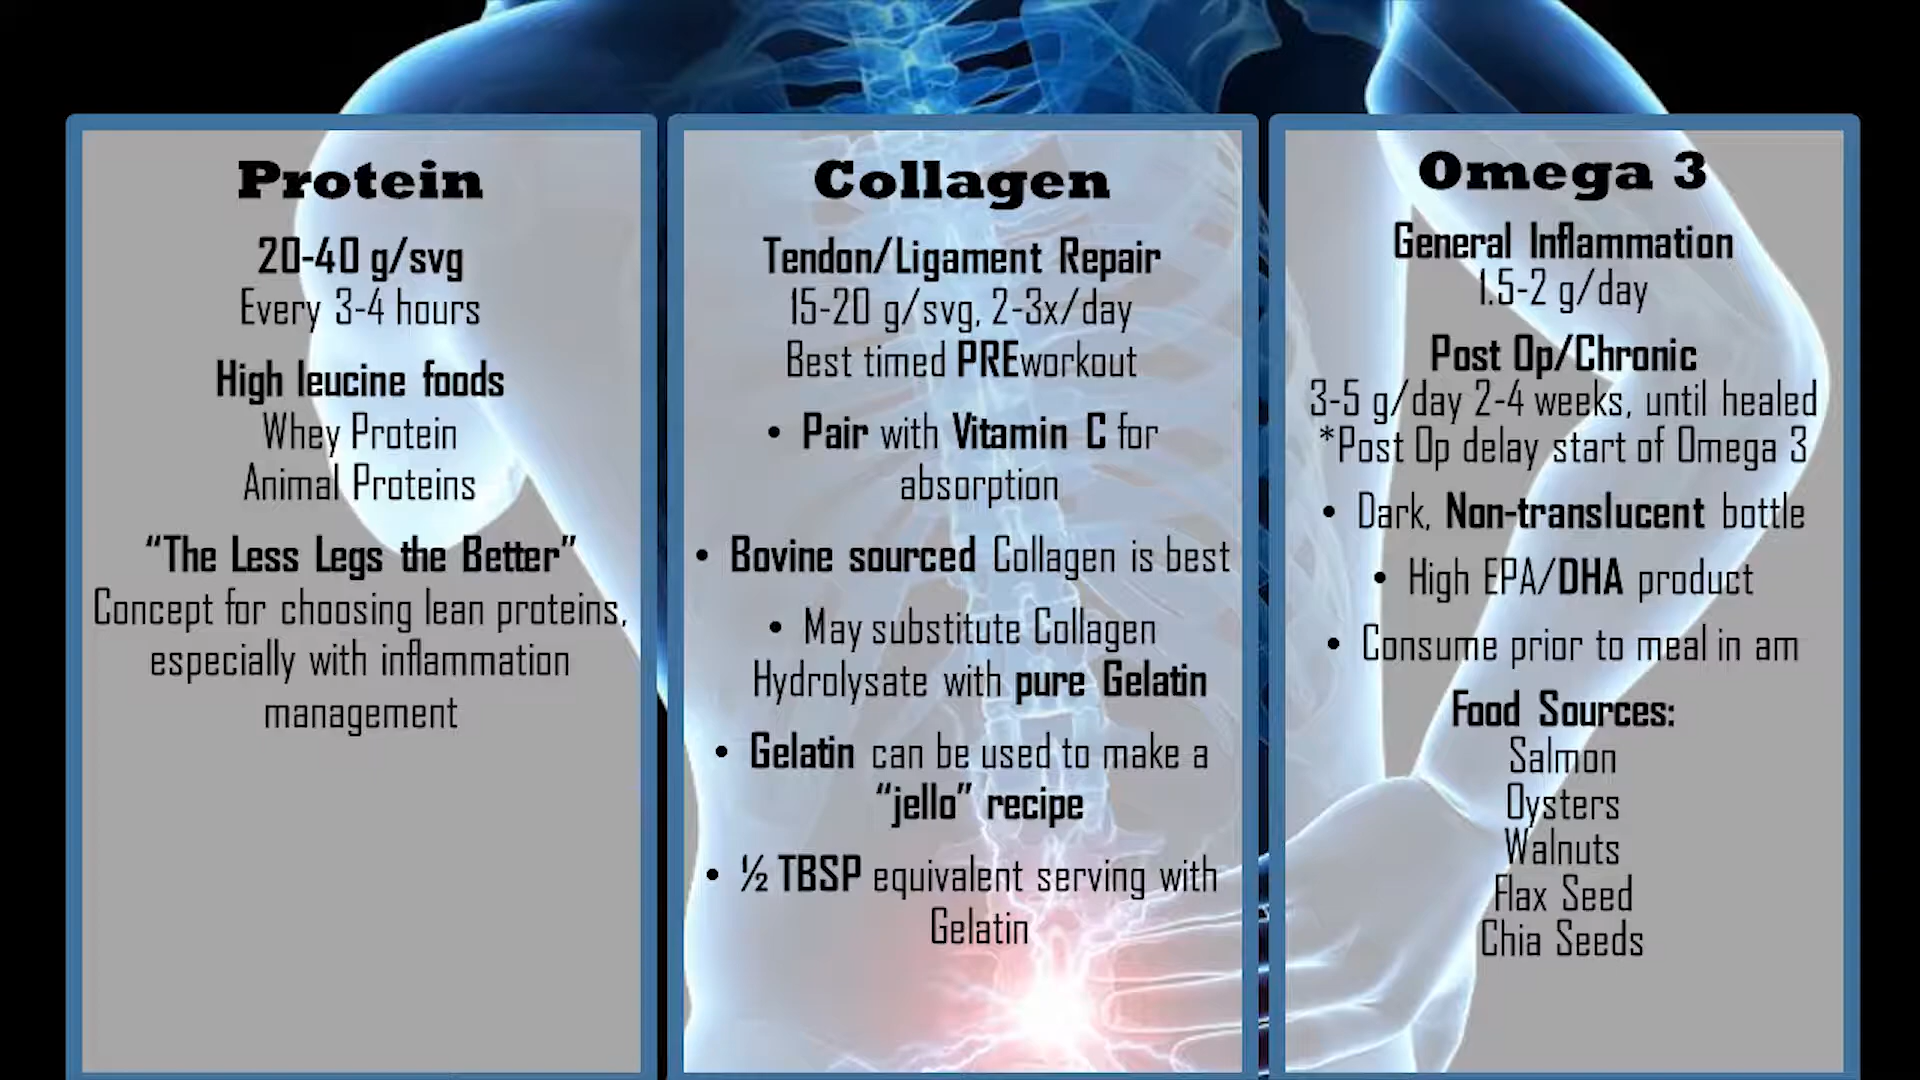 Protein
20-40 g/svg
Every 3-4 hours
High leucine foods
Whey Protein
Animal Proteins
“The Less Legs the Better”
Concept for choosing lean proteins,
especially with inflammation
management
Collagen
Tendon/Ligament Repair
15-20 g/svg, 2-3x/day
Best timed PREworkout
• Pair with Vitamin C for
absorption
• Bovine sourced Collagen is best
• May substitute Collagen
Hydrolysate with pure Gelatin
• Gelatin can be used to make a
“jello” recipe
• ½ TBSP equivalent serving with
Gelatin
Omega 3
General Inflammation
1.5-2 g/day
Post Op/Chronic
3-5 g/day 2-4 weeks, until healed
*Post Op delay start of Omega 3
• Dark, Non-translucent bottle
• High EPA/DHA product
• Consume prior to meal in am
Food Sources:
Salmon
Oysters
Walnuts
Flax Seed
Chia Seeds